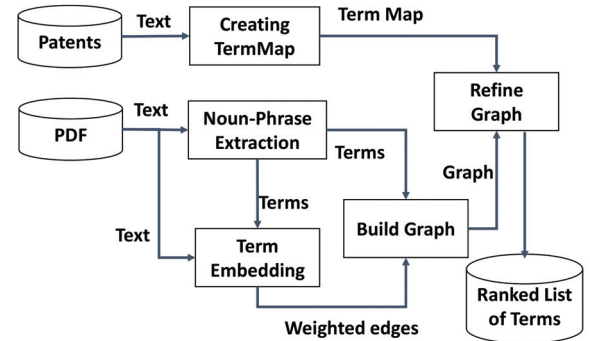 Patents
Text
Creating
TermMap
Term Map
Refine
Graph
PDF
Text
Noun-Phrase
Extraction
Terms
Terms
Graph
Text
Term
Embedding
Build Graph
Weighted edges
Ranked List
of Terms